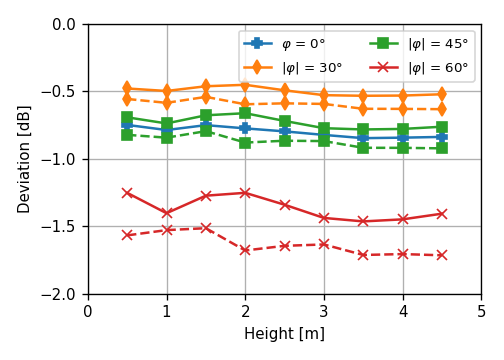 0.0
−0.5
−1.0
−1.5
−2.0
Deviation [dB]
0
1
2
3
4
5
Height [m]
φ = 0°
|φ| = 30°
|φ| = 45°
|φ| = 60°